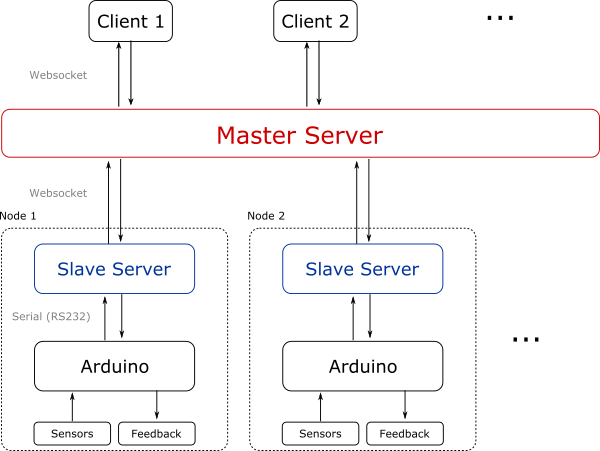 Client 1
Client 2
...
Websocket
Master Server
Websocket
Node 1
Node 2
Slave Server
Slave Server
Serial (RS232)
...
Arduino
Arduino
Sensors
Feedback
Sensors
Feedback